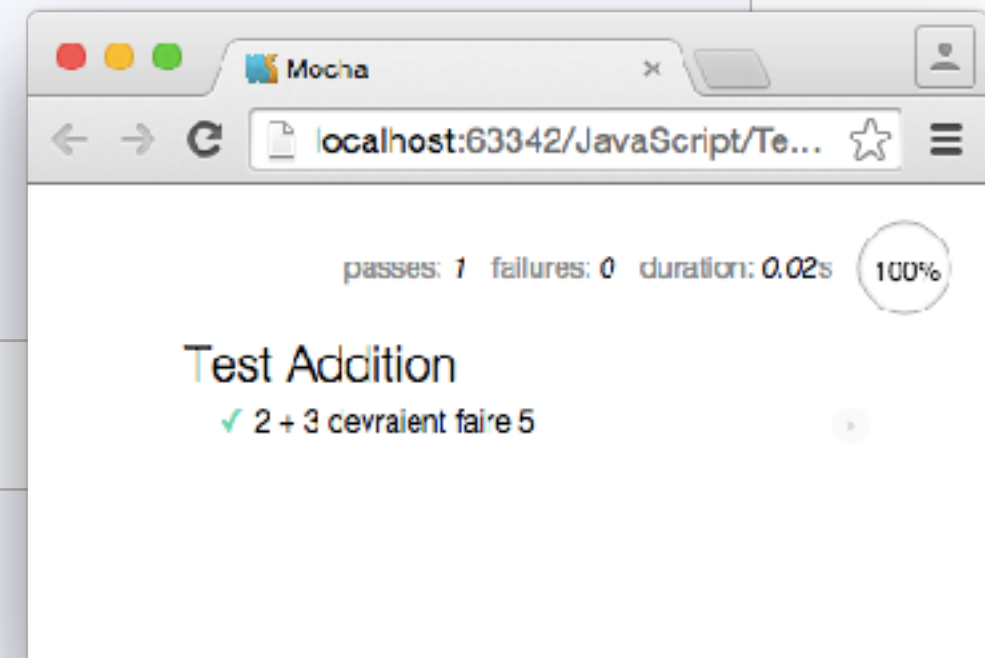 Mocha
localhost:63342/JavaScript/Te...
passes: 1 failures: 0 duration: 0.02s 100%
Test Addition
✓ 2 + 3 devraient faire 5